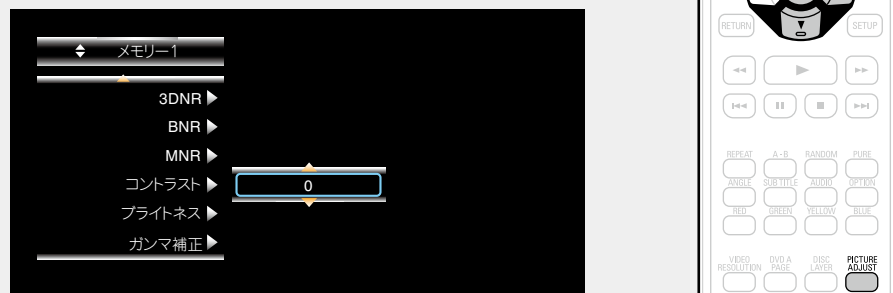 メモリー1
3DNR
BNR
MNR
コントラスト
0
ブライトネス
ガンマ補正
RETURN
SETUP
REPEAT A-B RANDOM PURE
ANGLE SUB TITLE AUDIO OPTION
RED GREEN YELLOW BLUE
VIDEO RESOLUTION
DVD A PAGE
DISC LAYER
PICTURE ADJUST